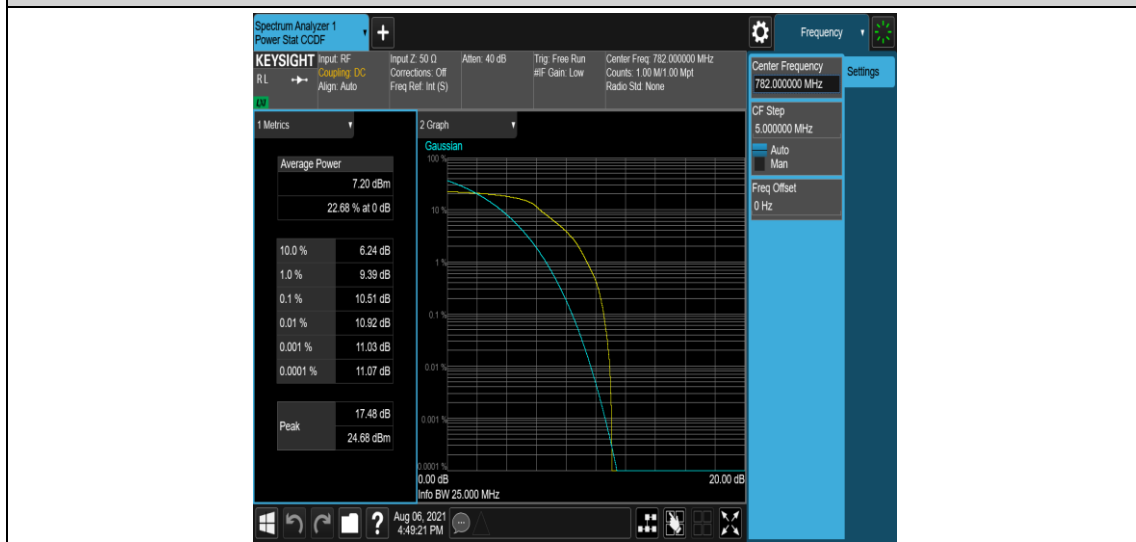 Spectrum Analyzer 1
Power Stat CCDF
+
Frequency
KEYSIGHT
RL
LXI
Input: RF
Coupling: DC
Align: Auto
Input Z: 50 Ω
Corrections: Off
Freq Ref: Int (S)
Atten: 40 dB
Trig: Free Run
#IF Gain: Low
Center Freq: 782.000000 MHz
Counts: 1.00 M/1.00 Mpt
Radio Std: None
Center Frequency
782.000000 MHz
Settings
CF Step
5.000000 MHz
Auto
Man
Freq Offset
0 Hz
1 Metrics
Average Power
7.20 dBm
22.68 % at 0 dB
10.0 % 6.24 dB
1.0 % 9.39 dB
0.1 % 10.51 dB
0.01 % 10.92 dB
0.001 % 11.03 dB
0.0001 % 11.07 dB
Peak
17.48 dB
24.68 dBm
2 Graph
Gaussian
100 %
10 %
1 %
0.1 %
0.01 %
0.001 %
0.0001 %
0.00 dB 20.00 dB
Info BW 25.000 MHz
?
Aug 06, 2021
4:49:21 PM